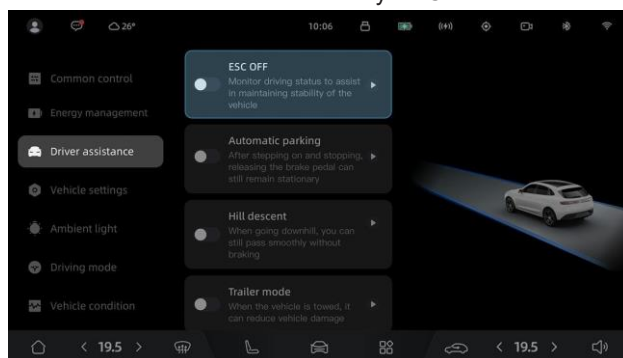 26°
10:06
Common control
Energy management
Driver assistance
Vehicle settings
Ambient light
Driving mode
Vehicle condition
ESC OFF
Monitor driving status to assist
in maintaining stability of the
vehicle
Automatic parking
After stepping on and stopping,
releasing the brake pedal can
still remain stationary
Hill descent
When going downhill, you can
still pass smoothly without
braking
Trailer mode
When the vehicle is towed, it
can reduce vehicle damage
< 19.5 >
< 19.5 >